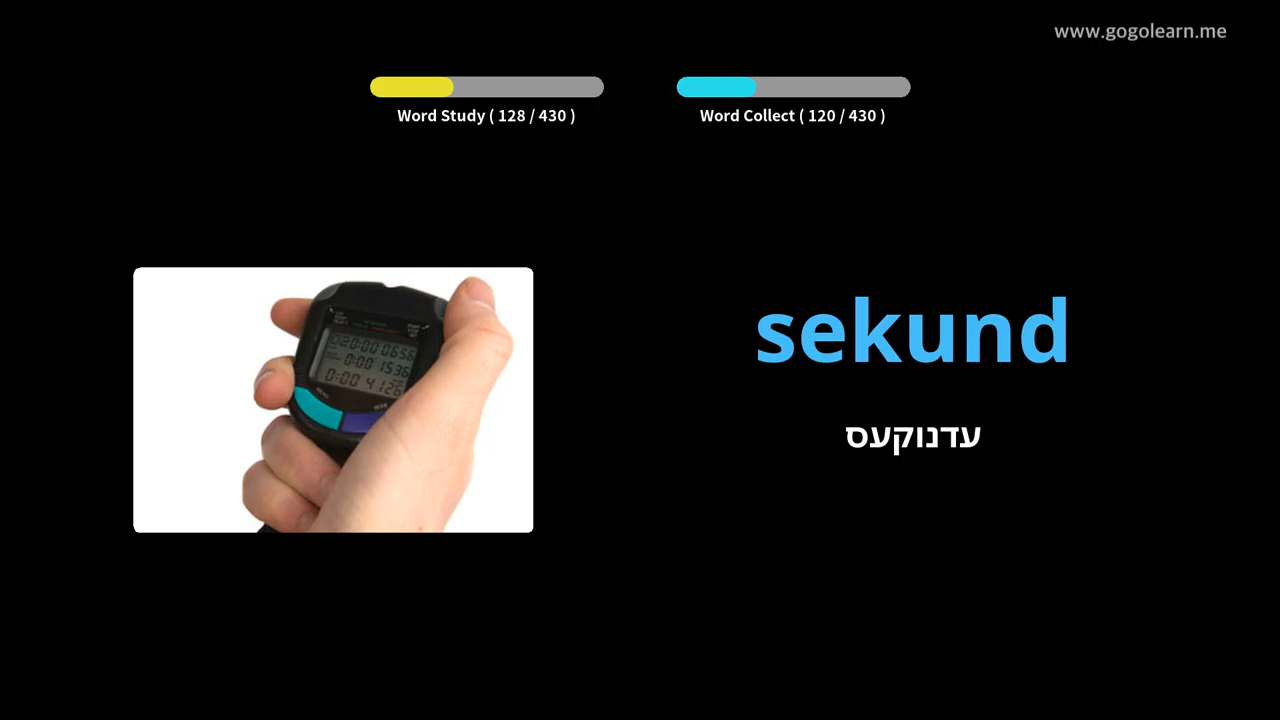 www.gogolearn.me
Word Study ( 128 / 430 )
Word Collect ( 120 / 430 )
sekund
עדנוקעס